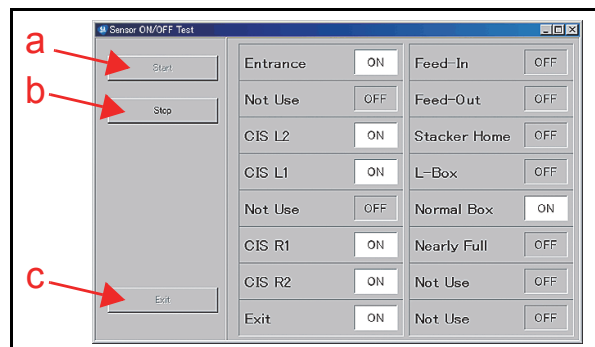 Sensor ON/OFF Test
a
Start
b
Stop
c
Exit
Entrance ON Feed-In OFF
Not Use OFF Feed-Out OFF
CIS L2 ON Stacker Home OFF
CIS L1 ON L-Box OFF
Not Use OFF Normal Box ON
CIS R1 ON Nearly Full OFF
CIS R2 ON Not Use OFF
Exit ON Not Use OFF